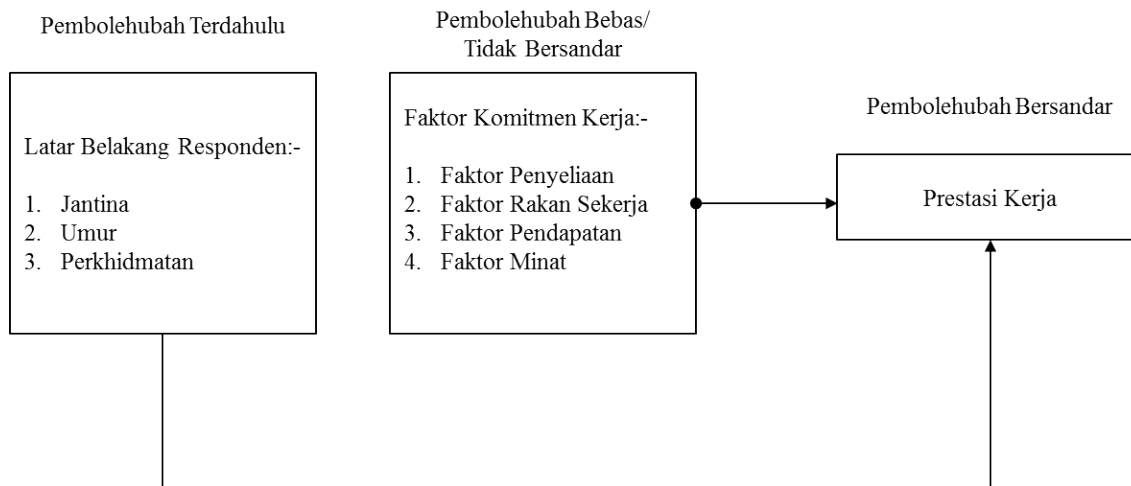 Pembolehubah Terdahulu
Latar Belakang Responden:-
1. Jantina
2. Umur
3. Perkhidmatan
Pembolehubah Bebas/
Tidak Bersandar
Faktor Komitmen Kerja:-
1. Faktor Penyeliaan
2. Faktor Rakan Sekerja
3. Faktor Pendapatan
4. Faktor Minat
Pembolehubah Bersandar
Prestasi Kerja